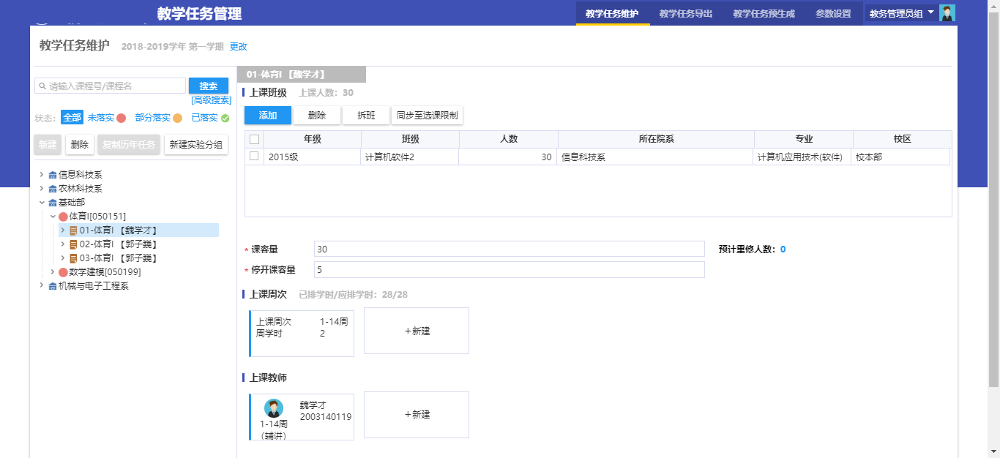 教学任务管理
教学任务维护 教学任务导出 教学任务预生成 参数设置 教务管理员组
教学任务维护 2018-2019学年 第一学期 更改
请输入课程号/课程名 搜索
[高级搜索]
状态： 全部 未落实 部分落实 已落实
新建 删除 复制历年任务 新建实验分组
信息科技系
农林科技系
基础部
体育I[050151]
01-体育I 【魏学才】
02-体育I 【郭子巍】
03-体育I 【郭子巍】
数学建模[050199]
机械与电子工程系
01-体育I 【魏学才】
上课班级 上课人数：30
添加 删除 拆班 同步至选课限制
年级 班级 人数 所在院系 专业 校区
2015级 计算机软件2 30 信息科技系 计算机应用技术(软件) 校本部
* 课容量 30 预计重修人数：0
* 停开课容量 5
上课周次 已排学时/应排学时：28/28
上课周次 1-14周
周学时 2
+新建
上课教师
魏学才
2003140119
1-14周
(辅讲)
+新建